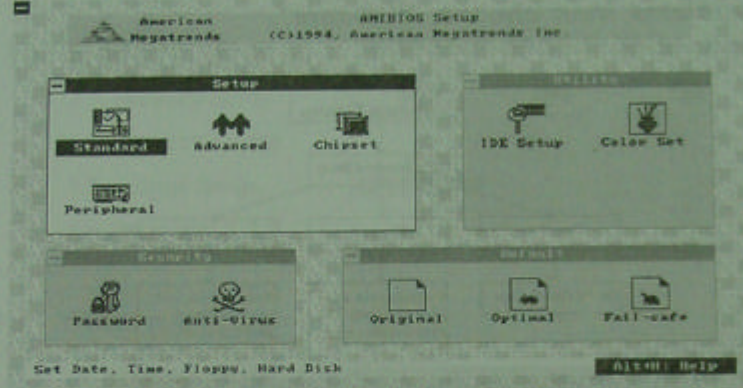 American
Megatrends
AMIBIOS Setup
(C)1994, American Megatrends Inc.
Setup
Standard
Advanced
Chipset
Peripheral
Utility
IDE Setup
Color Set
Security
Password
Anti-Virus
Default
Original
Optimal
Fail-safe
Set Date, Time, Floppy, Hard Disk
Alt+H: Help